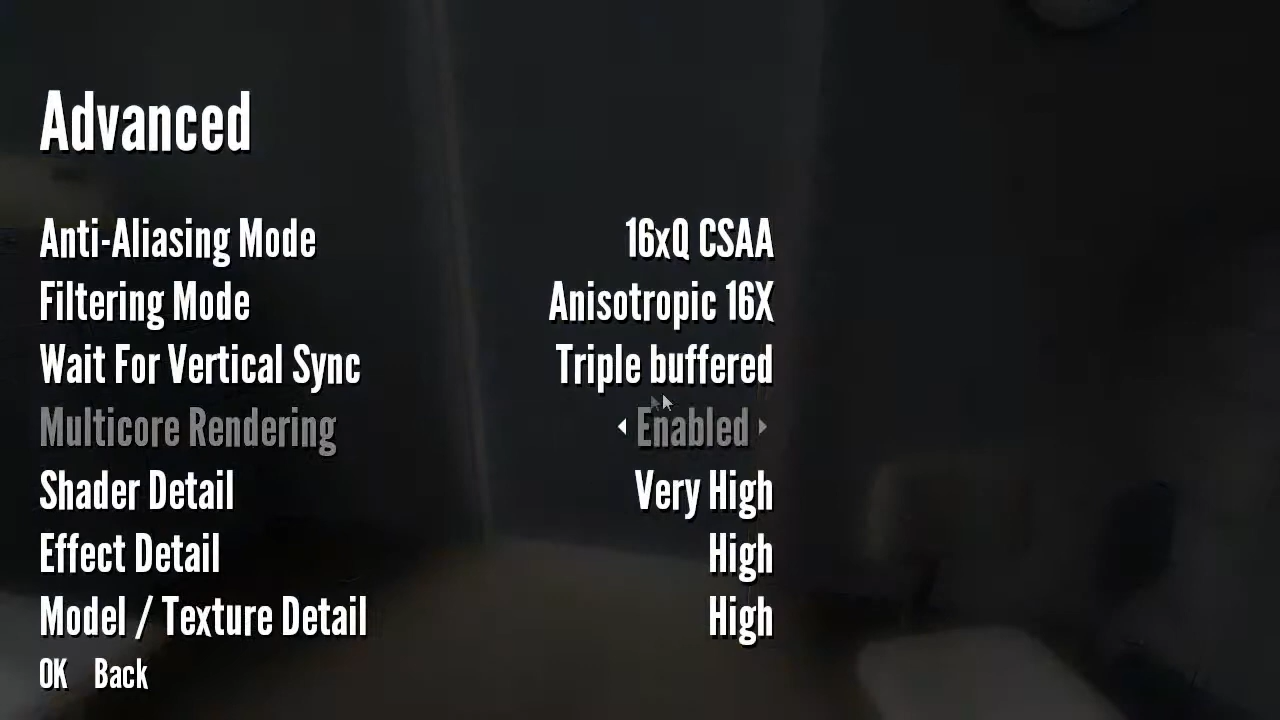 Advanced
Anti-Aliasing Mode 16xQ CSAA
Filtering Mode Anisotropic 16X
Wait For Vertical Sync Triple buffered
Multicore Rendering Enabled
Shader Detail Very High
Effect Detail High
Model / Texture Detail High
OK Back